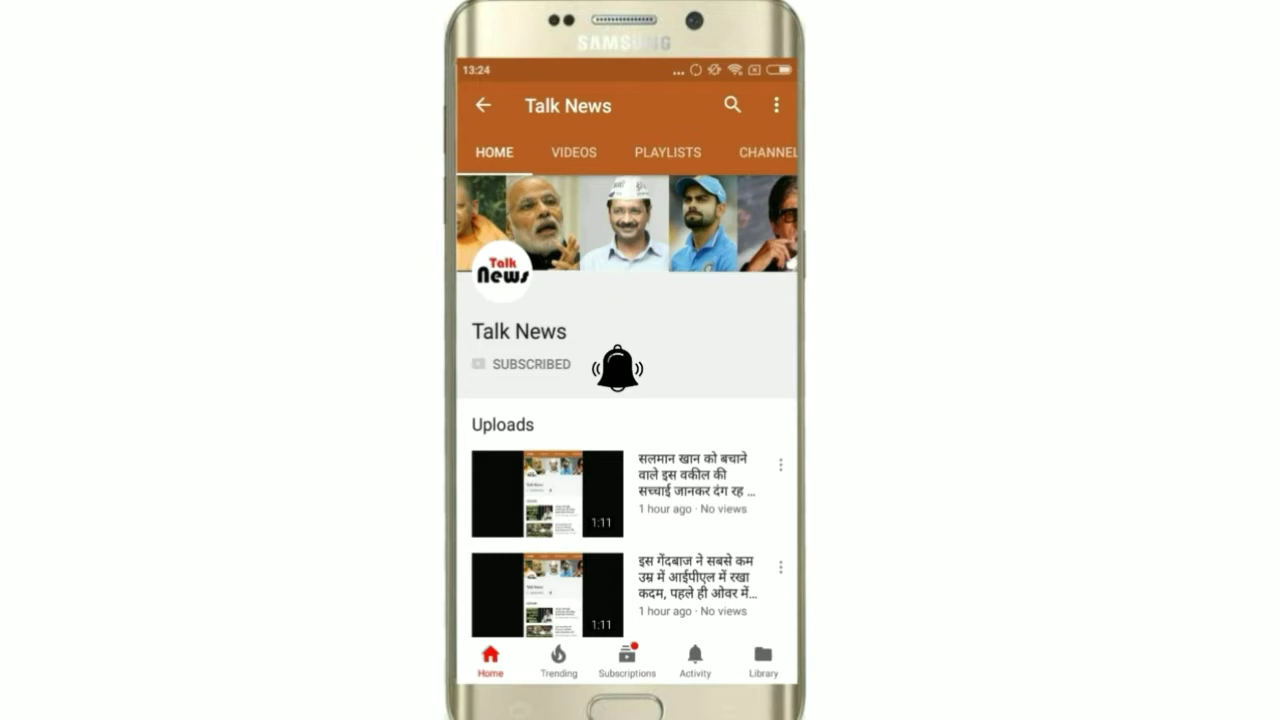 SAMSUNG
13:24
Talk News
HOME VIDEOS PLAYLISTS CHANNEL
Talk
News
Talk News
SUBSCRIBED
Uploads
सलमान खान को बचाने
वाले इस वकील की
सच्चाई जानकर दंग रह ...
1 hour ago · No views
1:11
इस गेंदबाज ने सबसे कम
उम्र में आईपीएल में रखा
कदम, पहले ही ओवर में...
1 hour ago · No views
1:11
Home Trending Subscriptions Activity Library